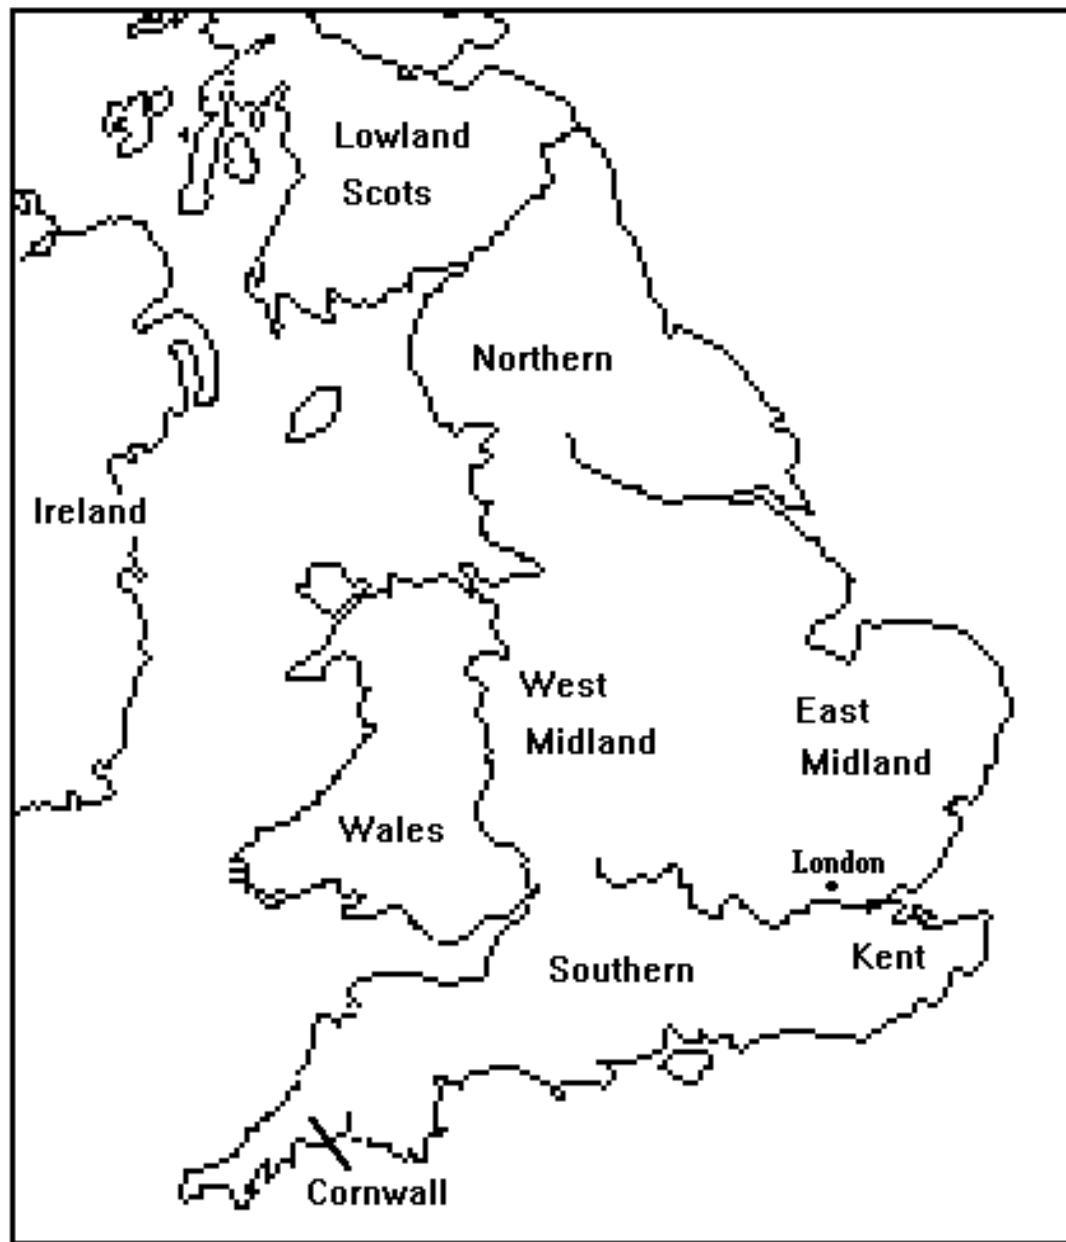 Lowland
Scots
Northern
Ireland
West
Midland
East
Midland
Wales
London
Kent
Southern
Cornwall